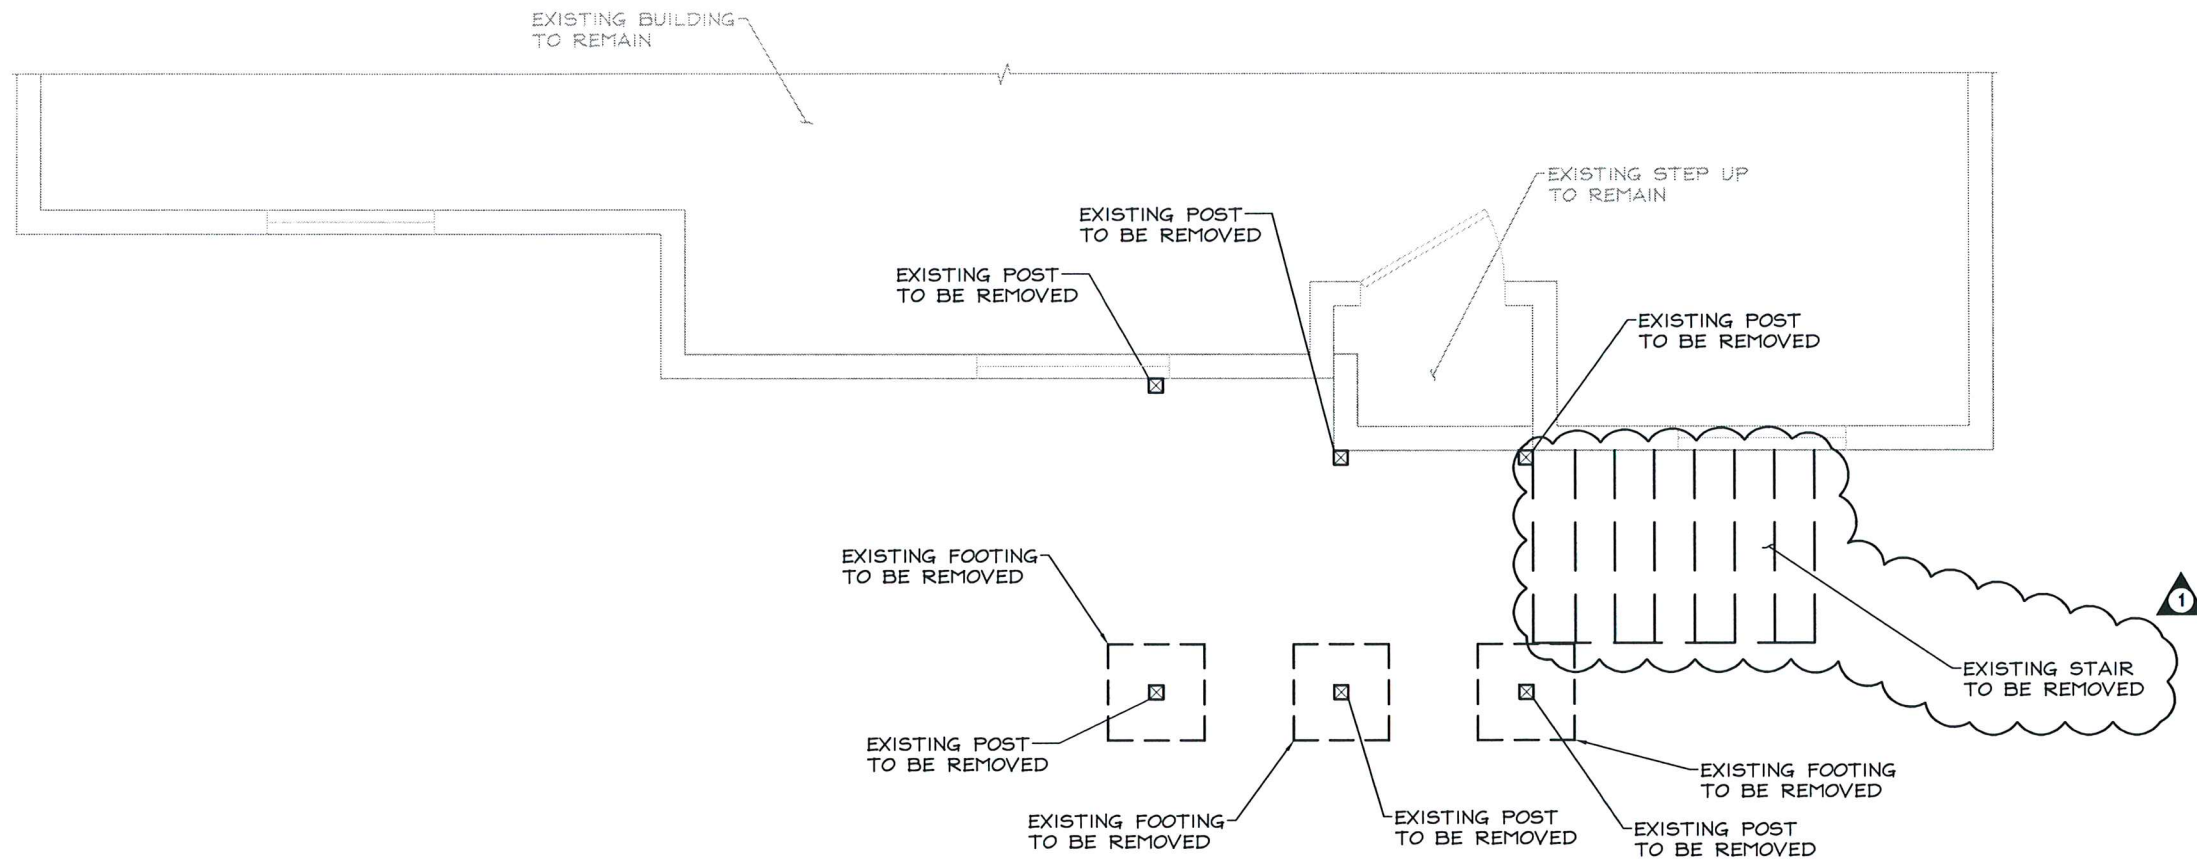 EXISTING BUILDING
TO REMAIN
EXISTING STEP UP
TO REMAIN
EXISTING POST
TO BE REMOVED
EXISTING POST
TO BE REMOVED
EXISTING POST
TO BE REMOVED
EXISTING FOOTING
TO BE REMOVED
1
EXISTING STAIR
TO BE REMOVED
EXISTING POST
TO BE REMOVED
EXISTING FOOTING
TO BE REMOVED
EXISTING FOOTING
TO BE REMOVED
EXISTING POST
TO BE REMOVED
EXISTING POST
TO BE REMOVED